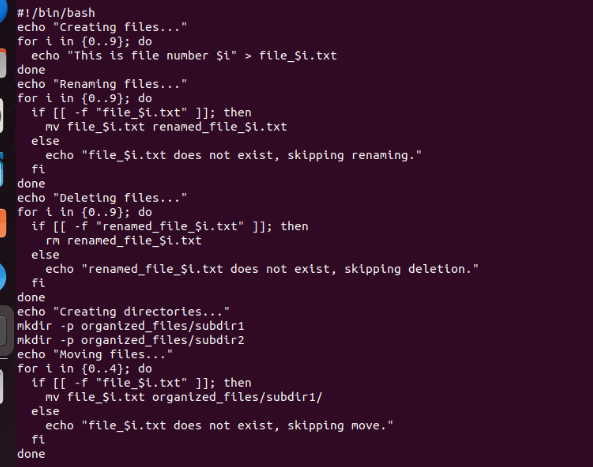 #!/bin/bash
echo "Creating files..."
for i in {0..9}; do
  echo "This is file number $i" > file_$i.txt
done
echo "Renaming files..."
for i in {0..9}; do
  if [[ -f "file_$i.txt" ]]; then
    mv file_$i.txt renamed_file_$i.txt
  else
    echo "file_$i.txt does not exist, skipping renaming."
  fi
done
echo "Deleting files..."
for i in {0..9}; do
  if [[ -f "renamed_file_$i.txt" ]]; then
    rm renamed_file_$i.txt
  else
    echo "renamed_file_$i.txt does not exist, skipping deletion."
  fi
done
echo "Creating directories..."
mkdir -p organized_files/subdir1
mkdir -p organized_files/subdir2
echo "Moving files..."
for i in {0..4}; do
  if [[ -f "file_$i.txt" ]]; then
    mv file_$i.txt organized_files/subdir1/
  else
    echo "file_$i.txt does not exist, skipping move."
  fi
done